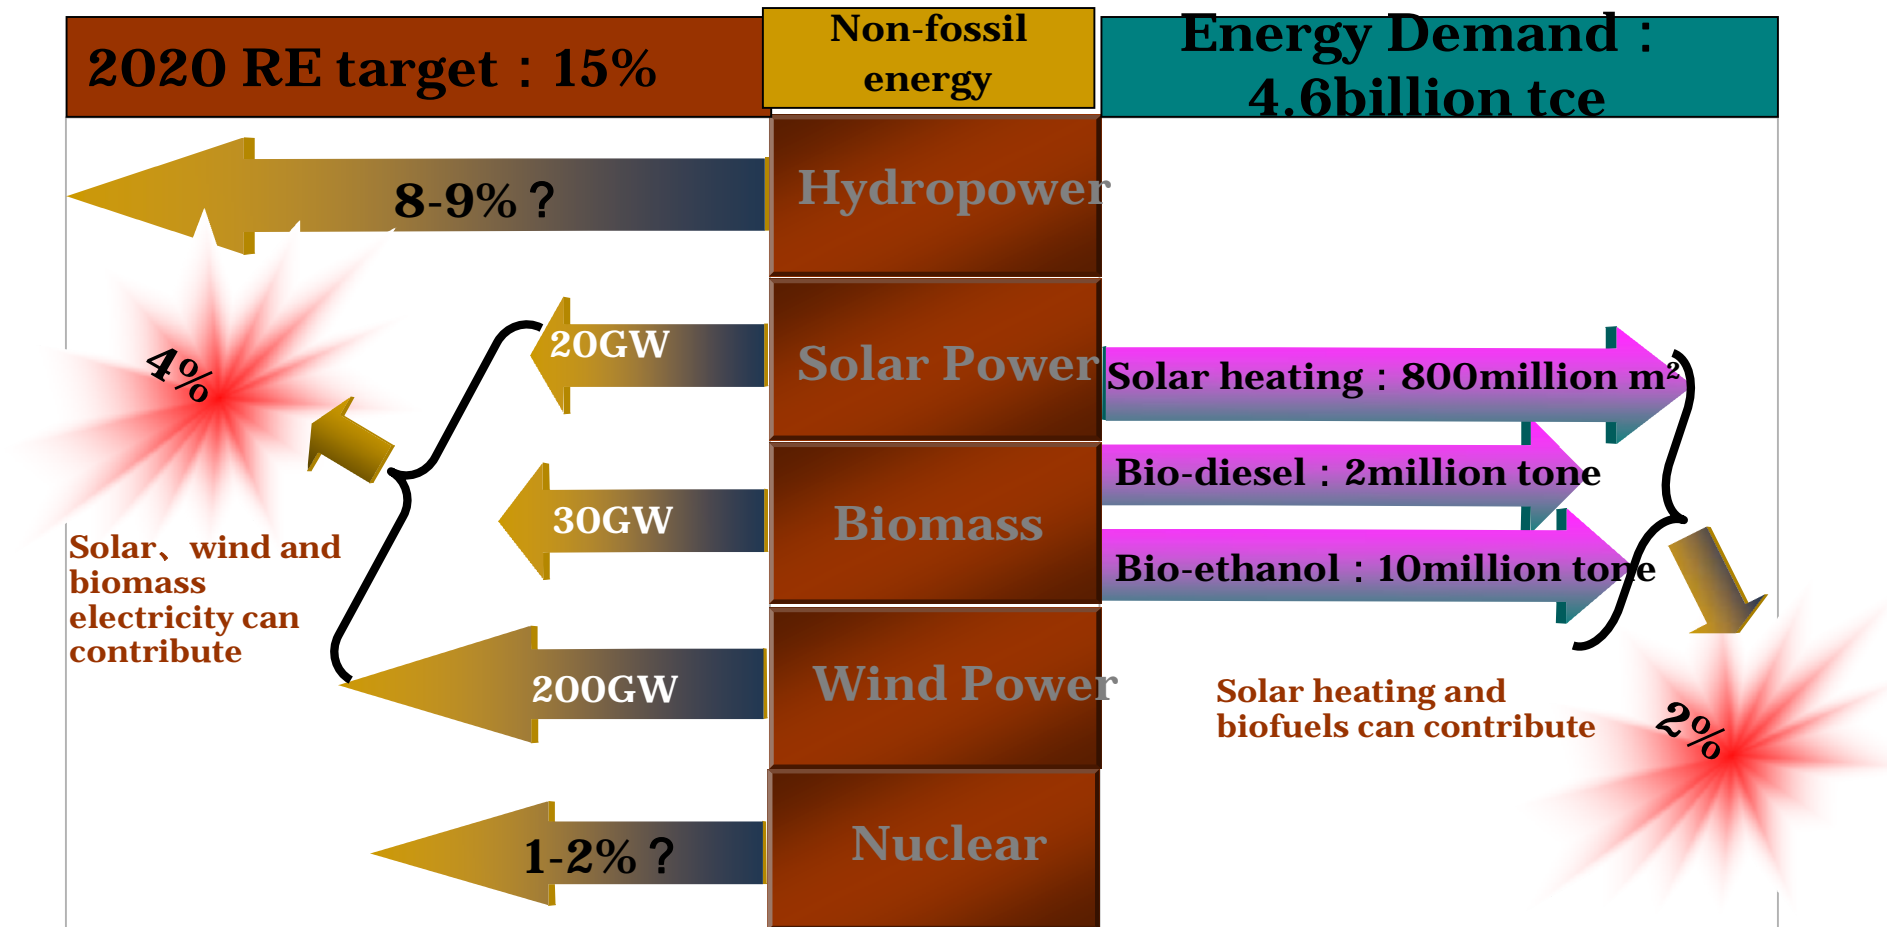 2020 RE target：15%
Non-fossil
energy
Energy Demand：
4.6billion tce
8-9%？
Hydropower
20GW
Solar Power
Solar heating：800million m²
4%
Bio-diesel：2million tone
30GW
Biomass
Bio-ethanol：10million tone
Solar、wind and
biomass
electricity can
contribute
200GW
Wind Power
Solar heating and
biofuels can contribute
2%
1-2%？
Nuclear